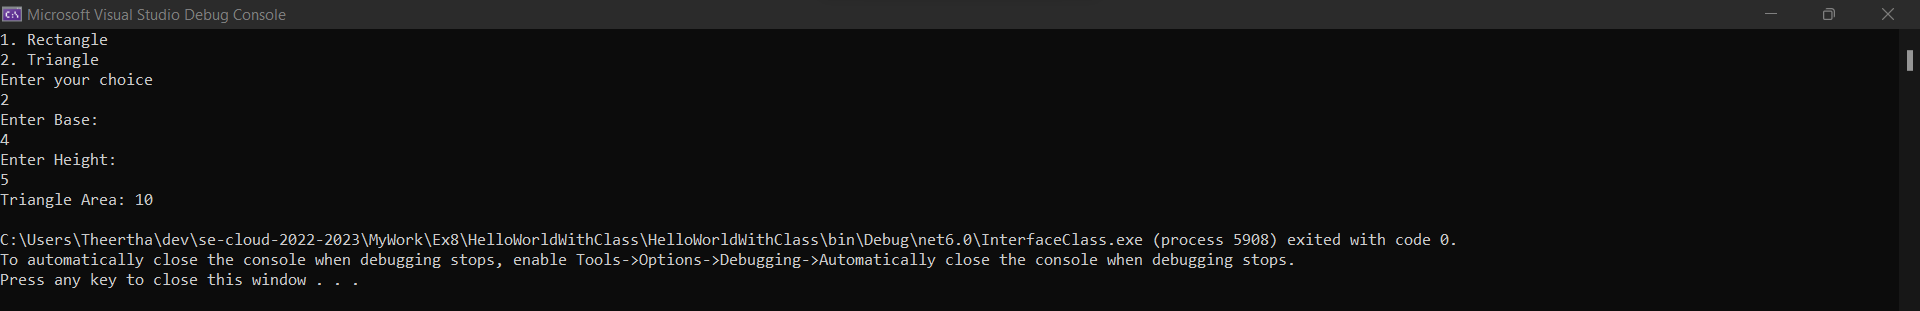 Microsoft Visual Studio Debug Console
1. Rectangle
2. Triangle
Enter your choice
2
Enter Base:
4
Enter Height:
5
Triangle Area: 10
C:\Users\Theertha\dev\se-cloud-2022-2023\MyWork\Ex8\HelloWorldWithClass\HelloWorldWithClass\bin\Debug\net6.0\InterfaceClass.exe (process 5908) exited with code 0.
To automatically close the console when debugging stops, enable Tools->Options->Debugging->Automatically close the console when debugging stops.
Press any key to close this window . . .